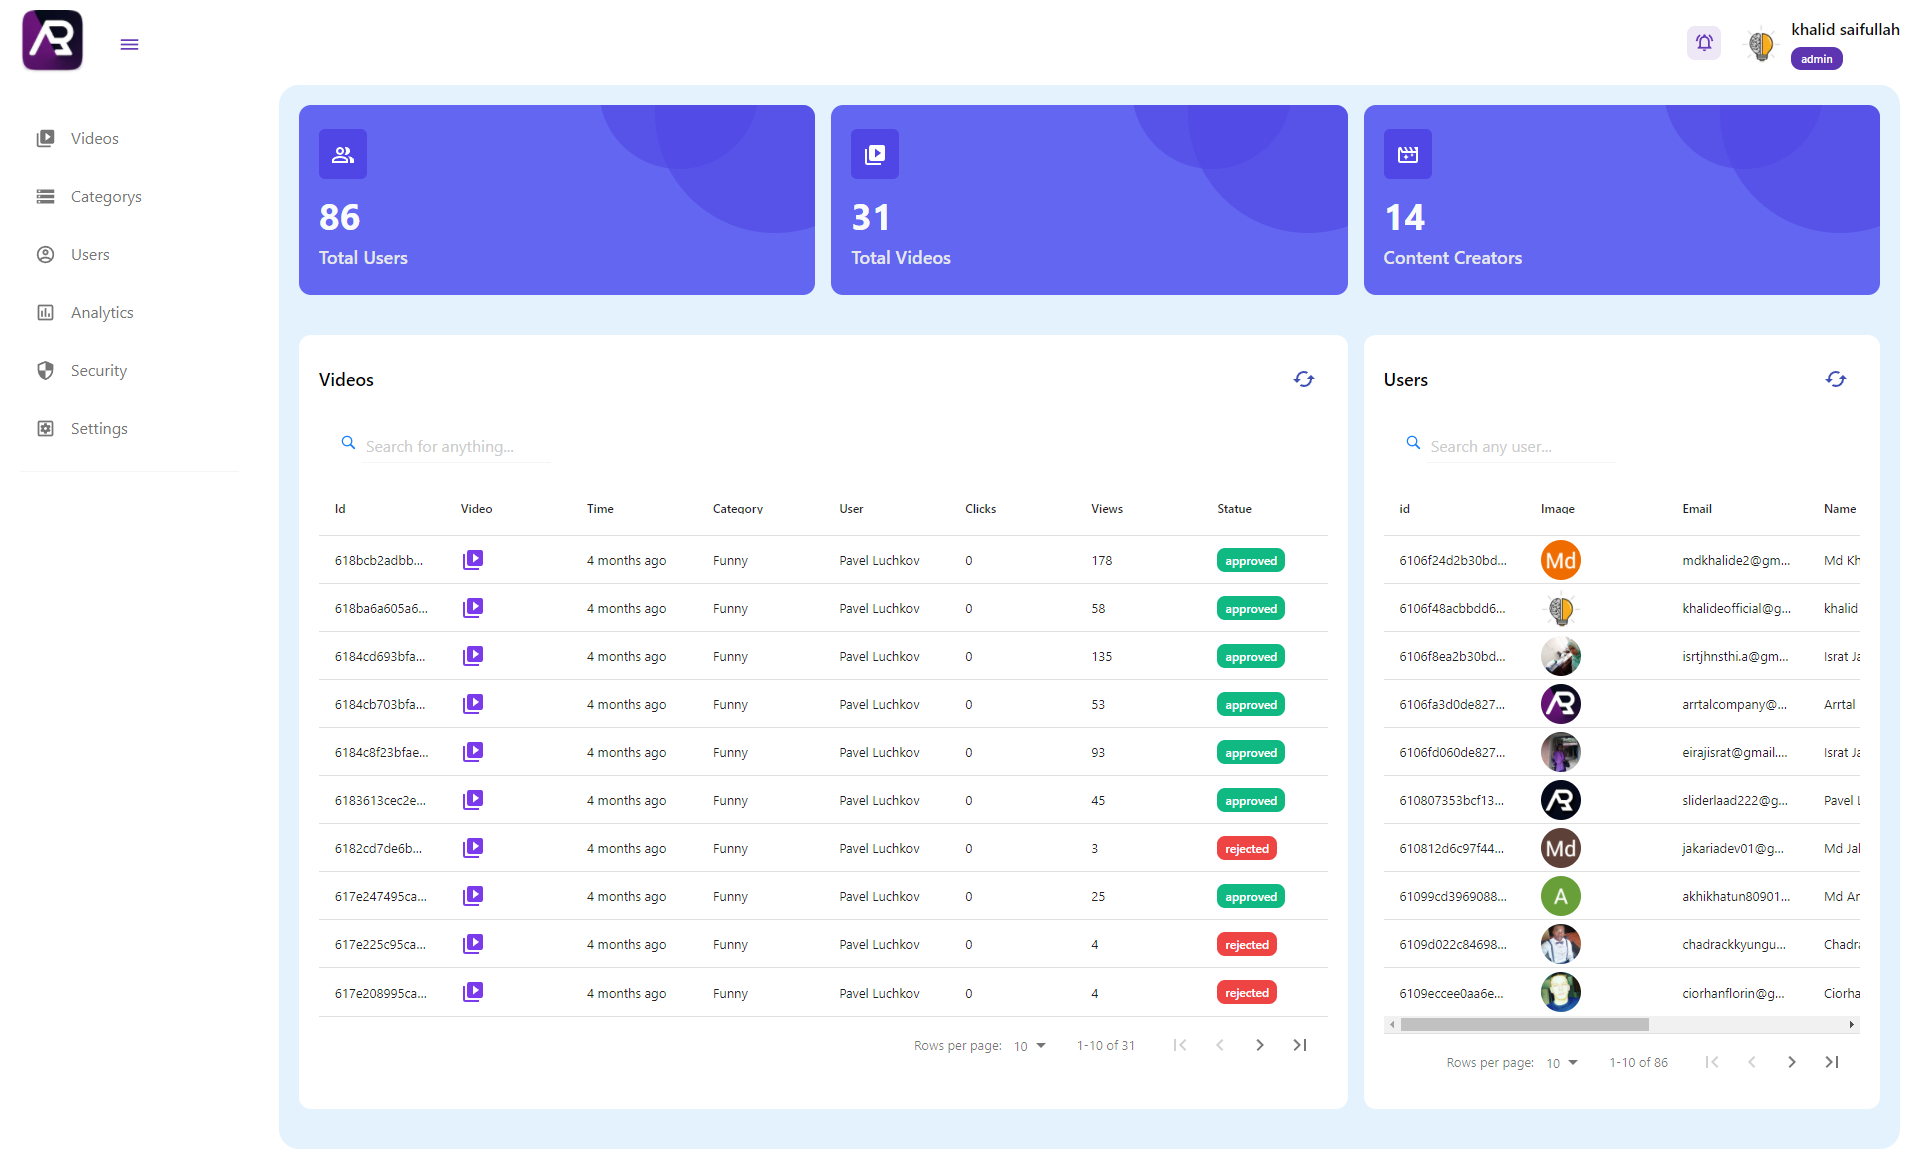 AR
khalid saifullah
admin
Videos
Categorys
Users
Analytics
Security
Settings
86
Total Users
31
Total Videos
14
Content Creators
Videos
Search for anything...
Id Video Time Category User Clicks Views Statue
618bcb2adbb... 4 months ago Funny Pavel Luchkov 0 178 approved
618ba6a605a6... 4 months ago Funny Pavel Luchkov 0 58 approved
6184cd693bfa... 4 months ago Funny Pavel Luchkov 0 135 approved
6184cb703bfa... 4 months ago Funny Pavel Luchkov 0 53 approved
6184c8f23bfae... 4 months ago Funny Pavel Luchkov 0 93 approved
6183613cec2e... 4 months ago Funny Pavel Luchkov 0 45 approved
6182cd7de6b... 4 months ago Funny Pavel Luchkov 0 3 rejected
617e247495ca... 4 months ago Funny Pavel Luchkov 0 25 approved
617e225c95ca... 4 months ago Funny Pavel Luchkov 0 4 rejected
617e208995ca... 4 months ago Funny Pavel Luchkov 0 4 rejected
Rows per page: 10 1-10 of 31
Users
Search any user...
id Image Email Name
6106f24d2b30bd... Md mdkhalide2@gm... Md Kh
6106f48acbbdd6... khalideofficial@g... khalid
6106f8ea2b30bd... isrtjhnsthi.a@gm... Israt Ja
6106fa3d0de827... AR arrtalcompany@... Arrtal
6106fd060de827... eirajisrat@gmail.... Israt Ja
610807353bcf13... AR sliderlaad222@g... Pavel L
610812d6c97f44... Md jakariadev01@g... Md Jal
61099cd3969088... A akhikhatun80901... Md Ar
6109d022c84698... chadrackkyungu... Chadra
6109eccee0aa6e... ciorhanflorin@g... Ciorha
Rows per page: 10 1-10 of 86